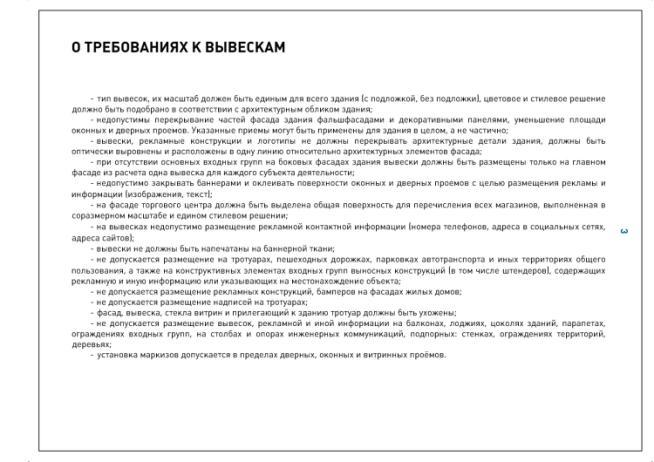 О ТРЕБОВАНИЯХ К ВЫВЕСКАМ
- тип вывесок, их масштаб должен быть единым для всего здания (с подложкой, без подложки), цветовое и стилевое решение
должно быть подобрано в соответствии с архитектурным обликом здания;
- недопустимы перекрывание частей фасада здания фальшфасадами и декоративными панелями, уменьшение площади
оконных и дверных проемов. Указанные приемы могут быть применены для здания в целом, а не частично;
- вывески, рекламные конструкции и логотипы не должны перекрывать архитектурные детали здания, должны быть
оптически выровнены и расположены в одну линию относительно архитектурных элементов фасада;
- при отсутствии основных входных групп на боковых фасадах здания вывески должны быть размещены только на главном
фасаде из расчета одна вывеска для каждого субъекта деятельности;
- недопустимо закрывать баннерами и оклеивать поверхности оконных и дверных проемов с целью размещения рекламы и
информации (изображения, текст);
- на фасаде торгового центра должна быть выделена общая поверхность для перечисления всех магазинов, выполненная в
соразмерном масштабе и едином стилевом решении;
- на вывесках недопустимо размещение рекламной контактной информации (номера телефонов, адреса в социальных сетях,
адреса сайтов);
- вывески не должны быть напечатаны на баннерной ткани;
- не допускается размещение на тротуарах, пешеходных дорожках, парковках автотранспорта и иных территориях общего
пользования, а также на конструктивных элементах входных групп выносных конструкций (в том числе штендеров), содержащих
рекламную и иную информацию или указывающих на местонахождение объекта;
- не допускается размещение рекламных конструкций, бамперов на фасадах жилых домов;
- не допускается размещение надписей на тротуарах;
- фасад, вывеска, стекла витрин и прилегающий к зданию тротуар должны быть ухожены;
- не допускается размещение вывесок, рекламной и иной информации на балконах, лоджиях, цоколях зданий, парапетах,
ограждениях входных групп, на столбах и опорах инженерных коммуникаций, подпорных: стенках, ограждениях территорий,
деревьях;
- установка маркизов допускается в пределах дверных, оконных и витринных проёмов.
3